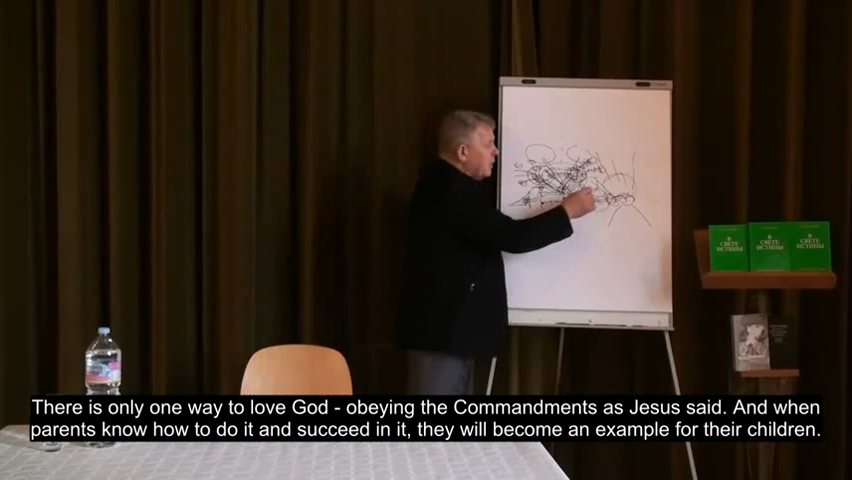 В
СВЕТЕ
ИСТИНЫ
В
СВЕТЕ
ИСТИНЫ
В
СВЕТЕ
ИСТИНЫ
There is only one way to love God - obeying the Commandments as Jesus said. And when
parents know how to do it and succeed in it, they will become an example for their children.